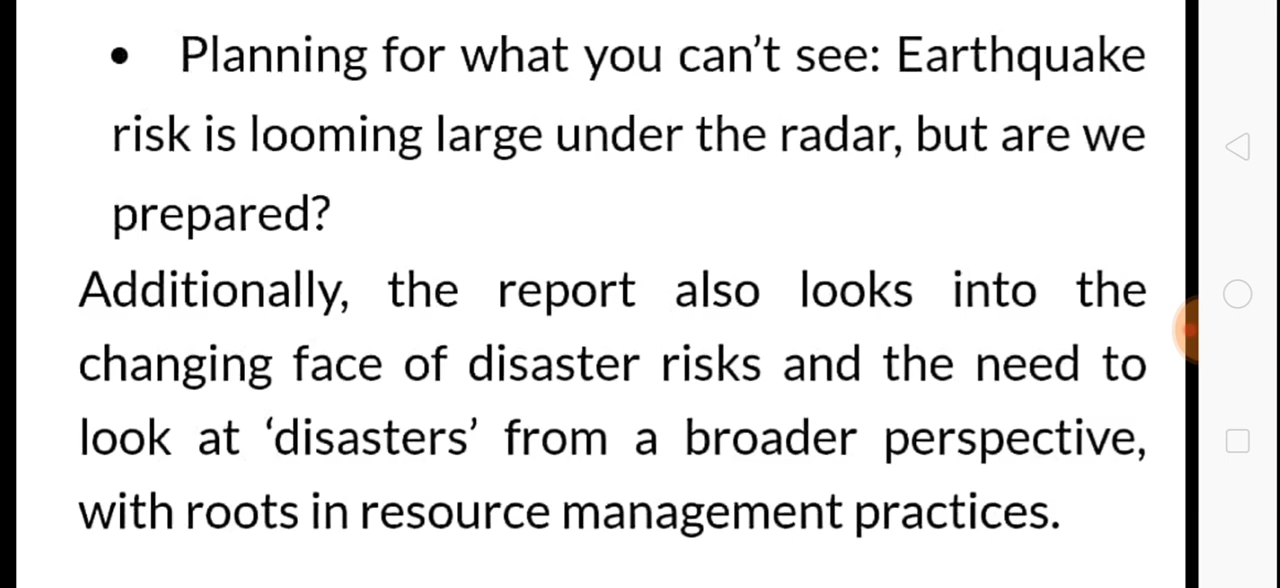 • Planning for what you can’t see: Earthquake
risk is looming large under the radar, but are we
prepared?
Additionally, the report also looks into the
changing face of disaster risks and the need to
look at ‘disasters’ from a broader perspective,
with roots in resource management practices.